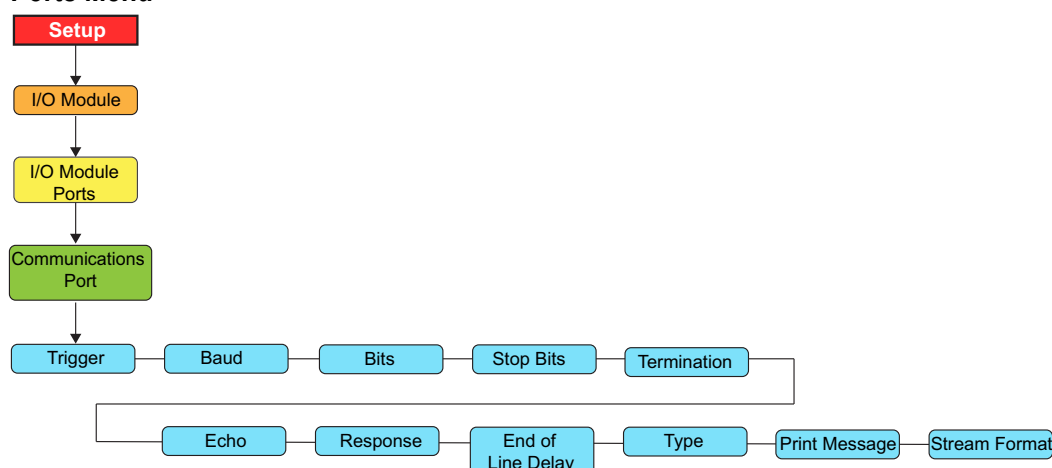 Setup
I/O Module
I/O Module
Ports
Communications
Port
Trigger
Baud
Bits
Stop Bits
Termination
Echo
Response
End of
Line Delay
Type
Print Message
Stream Format